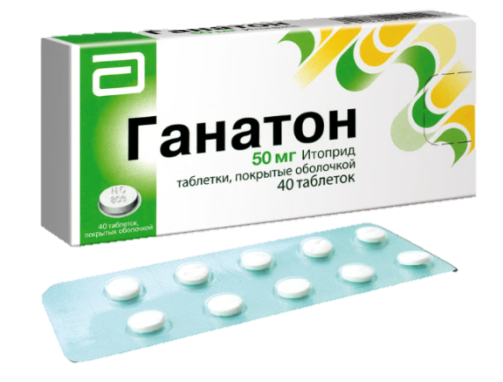 Ганатон
50 мг Итоприд
таблетки, покрытые оболочкой
40 таблеток
40 таблеток,
покрытых оболочкой